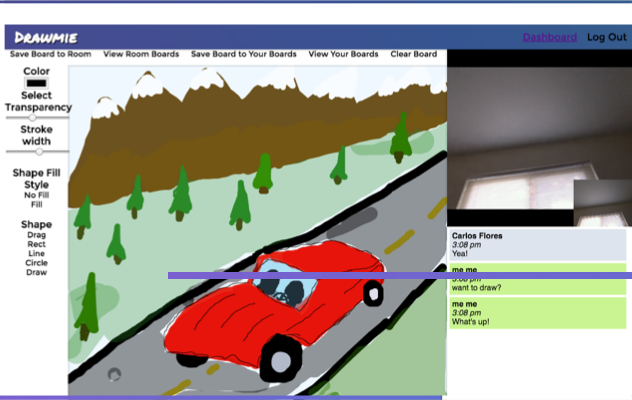 DRAWMIE
Dashboard Log Out
Save Board to Room View Room Boards Save Board to Your Boards View Your Boards Clear Board
Color
Select
Transparency
Stroke
width
Shape Fill
Style
No Fill
Fill
Shape
Drag
Rect
Line
Circle
Draw
Carlos Flores
3:08 pm
Yea!
me me
3:08 pm
want to draw?
me me
3:08 pm
What's up!